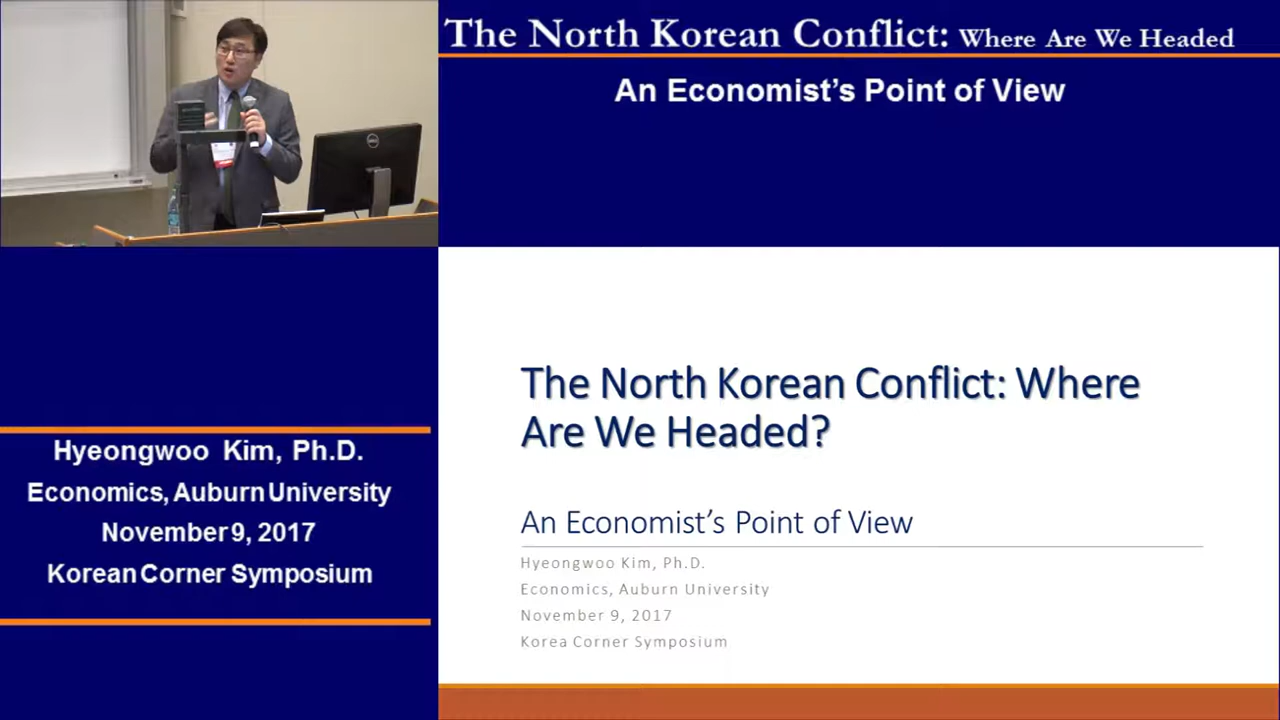 The North Korean Conflict: Where Are We Headed
An Economist's Point of View
DELL
Hyeongwoo Kim, Ph.D.
Economics, Auburn University
November 9, 2017
Korean Corner Symposium
The North Korean Conflict: Where
Are We Headed?
An Economist's Point of View
Hyeongwoo Kim, Ph.D.
Economics, Auburn University
November 9, 2017
Korea Corner Symposium